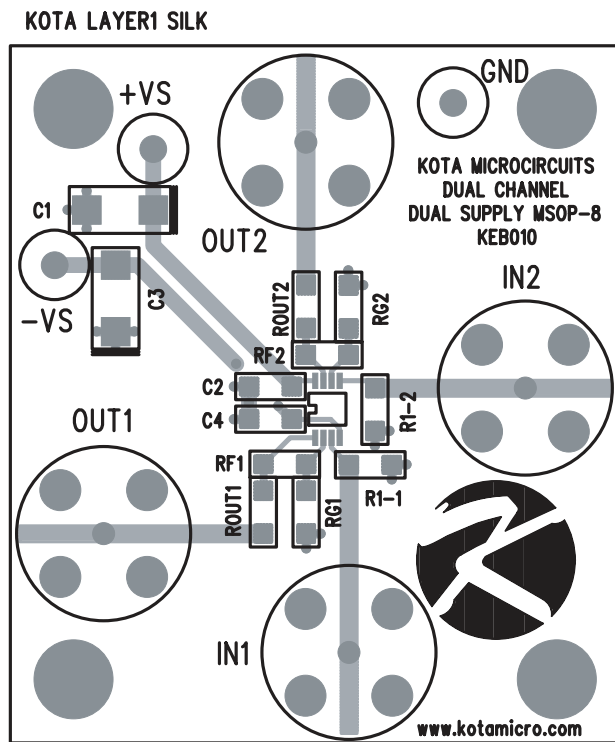 KOTA LAYER1 SILK
+VS
GND
KOTA MICROCIRCUITS
DUAL CHANNEL
DUAL SUPPLY MSOP-8
KEB010
C1
OUT2
-VS
C3
IN2
ROUT2
RG2
RF2
C2
C4
R1-2
OUT1
RF1
ROUT1
RG1
R1-1
IN1
www.kotamicro.com